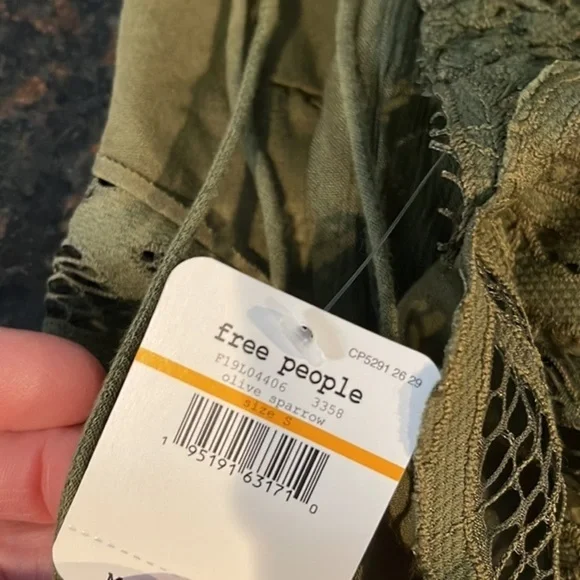 free people
CP5291 26 29
F19L04406 3358
olive sparrow
size S
1 95191 63171 0
M